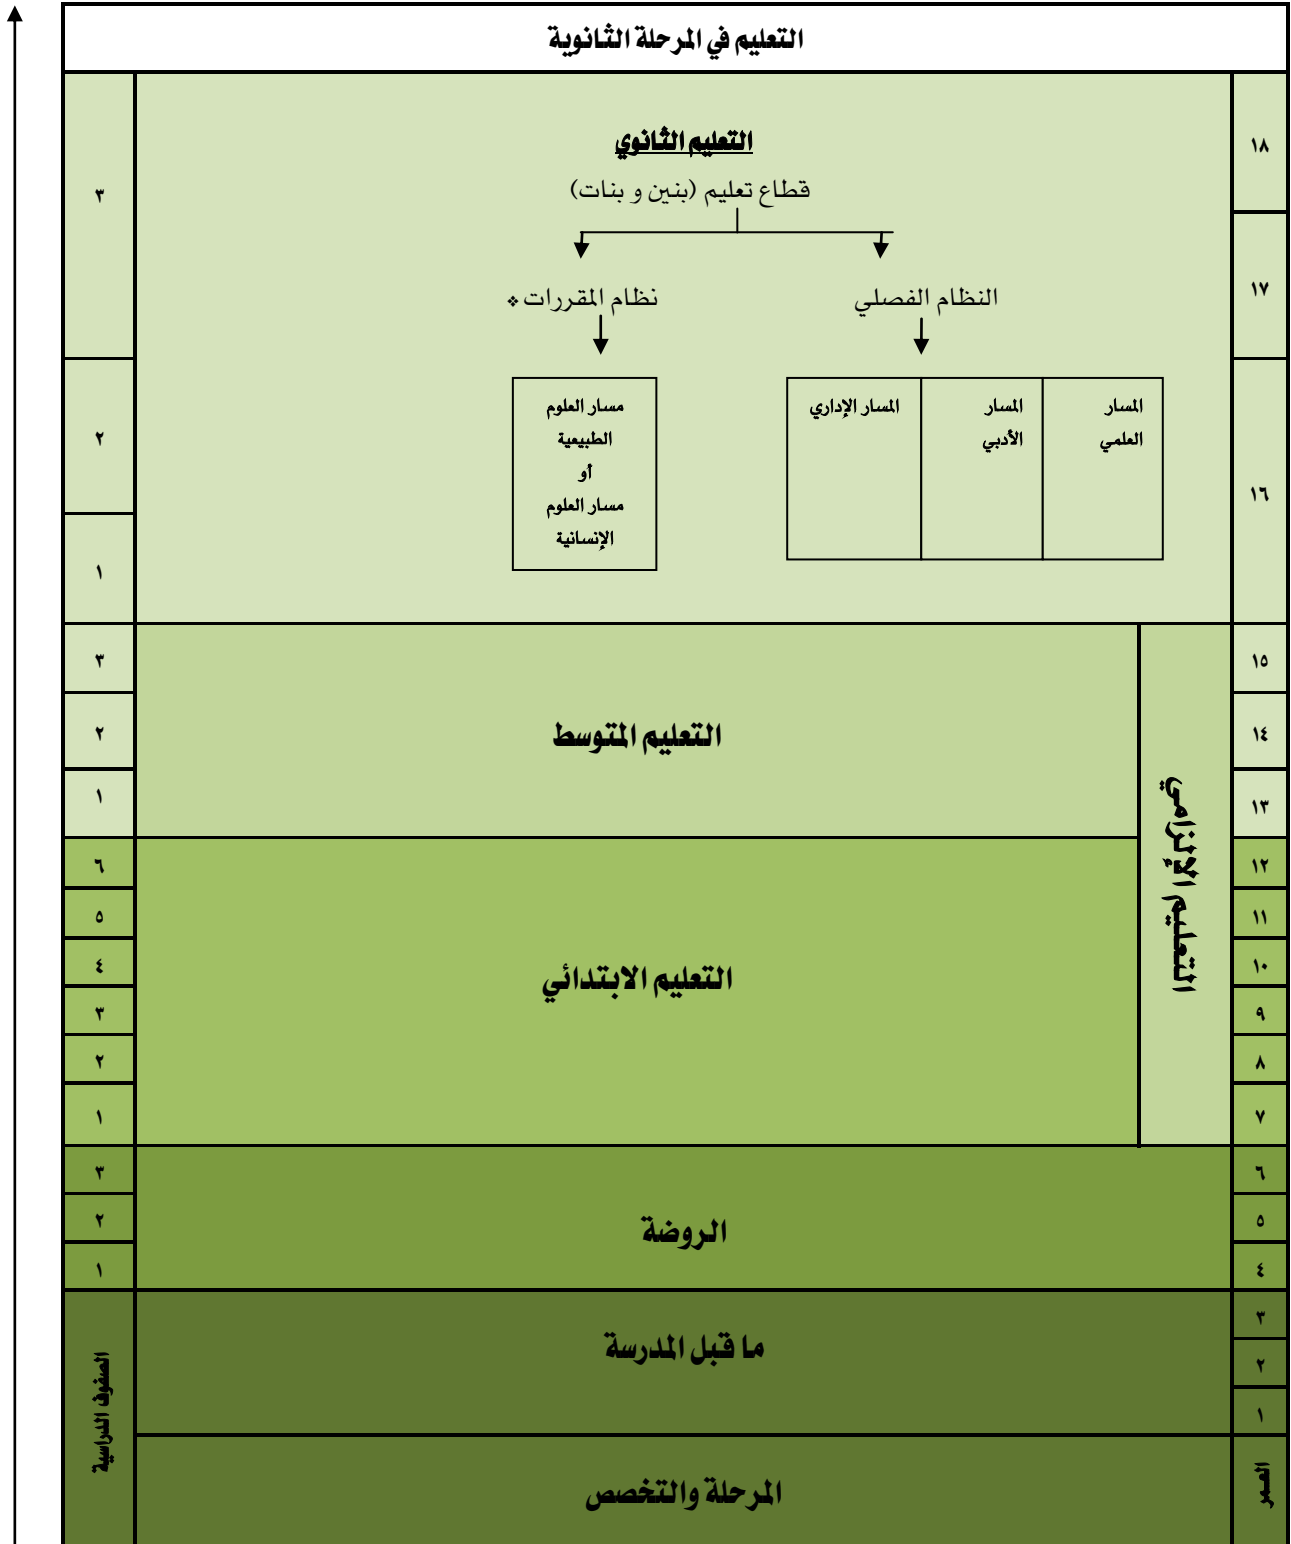 التعليم في المرحلة الثانوية
١٨
التعليم الثانوي
٣
قطاع تعليم (بنين و بنات)
١٧
النظام الفصلي
نظام المقررات ❖
١٦
المسار
العلمي
المسار
الأدبي
المسار الإداري
مسار العلوم
الطبيعية
أو
مسار العلوم
الإنسانية
٢
١
التعليم الإلزامي
١٥
٣
١٤
التعليم المتوسط
٢
١٣
١
١٢
٦
١١
٥
١٠
التعليم الابتدائي
٤
٩
٣
٨
٢
٧
١
٦
٣
٥
الروضة
٢
٤
١
٣
ما قبل المدرسة
٢
١
الصفوف الدراسية
العمر
المرحلة والتخصص